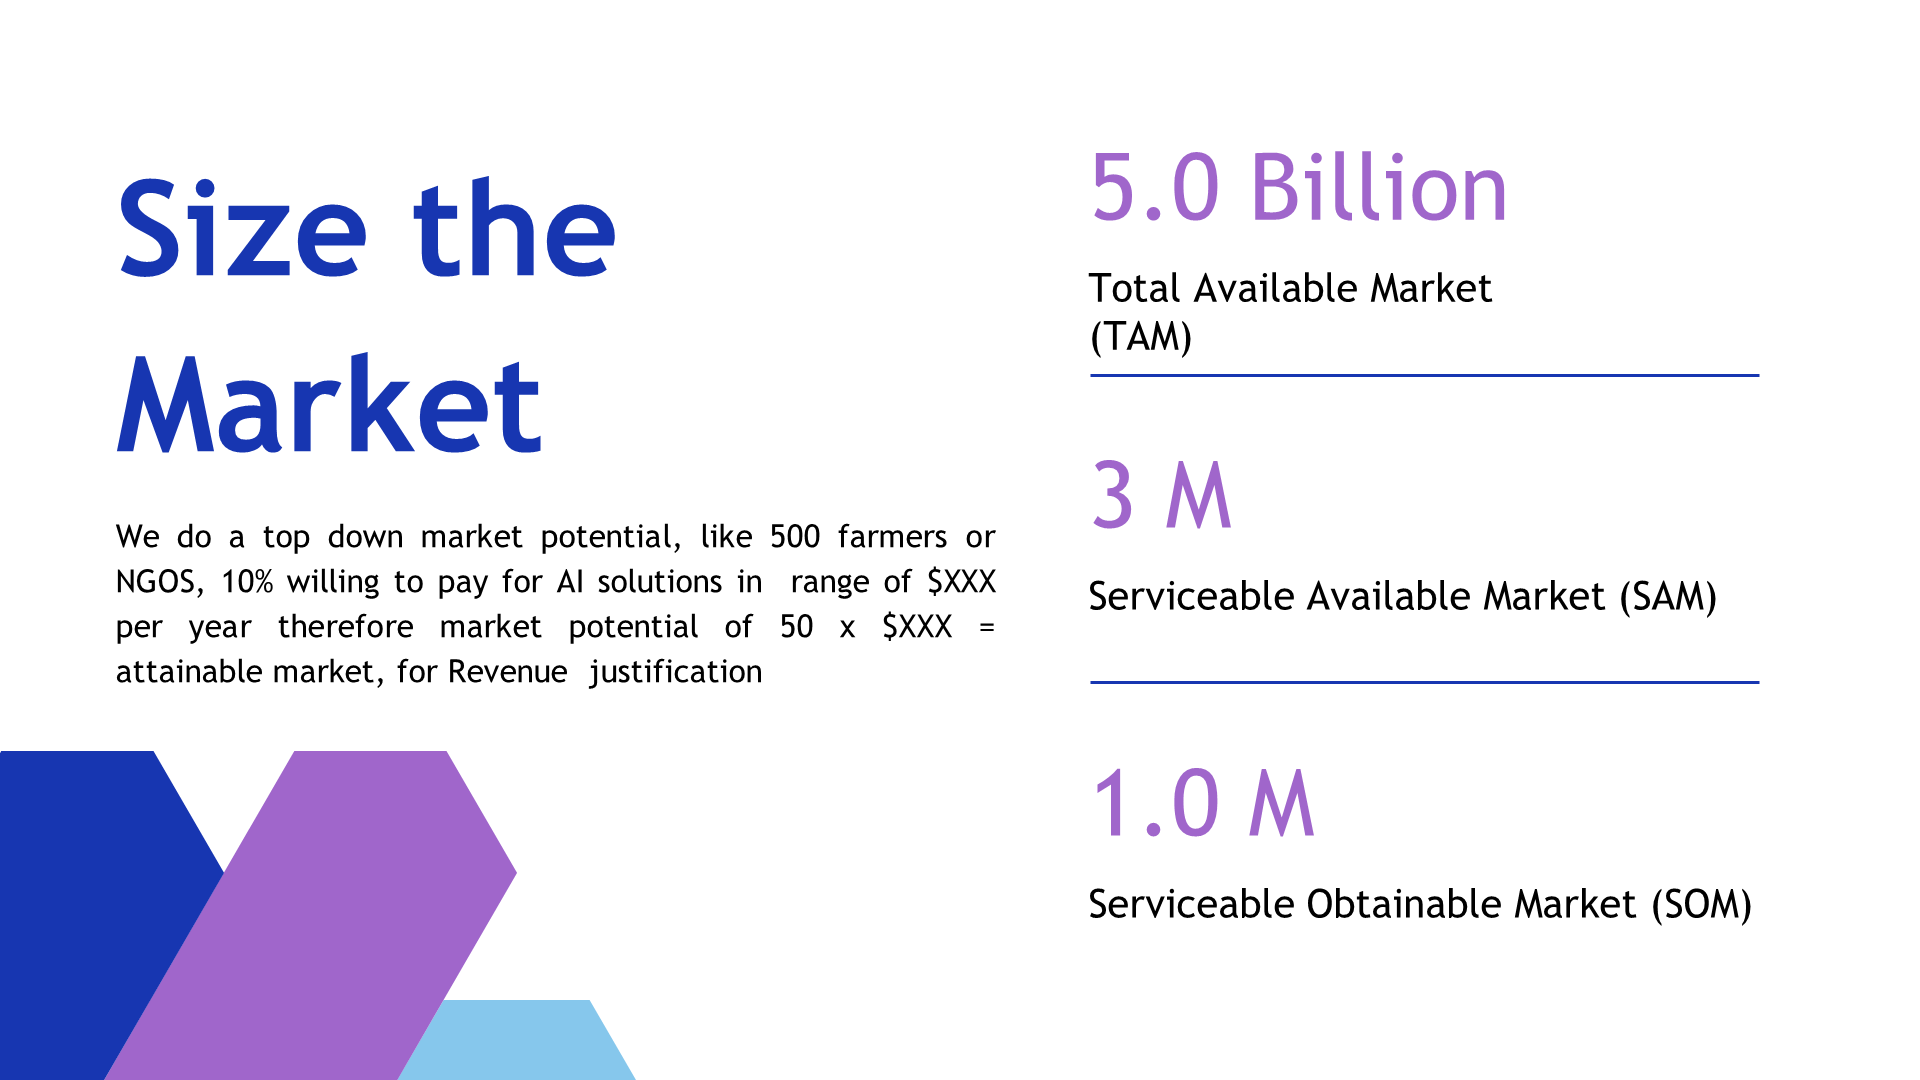 Size the
Market
We do a top down market potential, like 500 farmers or
NGOS, 10% willing to pay for AI solutions in  range of $XXX
per year therefore market potential of 50 x $XXX =
attainable market, for Revenue  justification
5.0 Billion
Total Available Market
(TAM)
3 M
Serviceable Available Market (SAM)
1.0 M
Serviceable Obtainable Market (SOM)